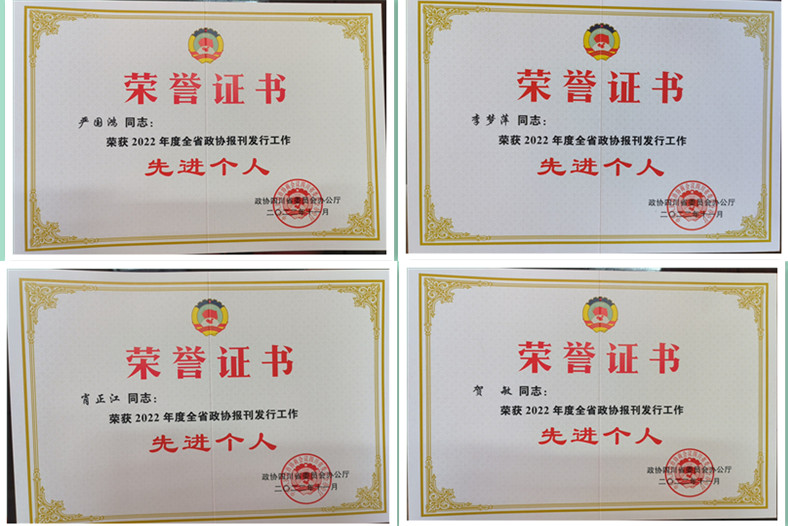 荣誉证书
严国鸿 同志：
荣获 2022 年度全省政协报刊发行工作
先进个人
政协四川省委员会办公厅
二〇二二年十一月
荣誉证书
李梦萍 同志：
荣获 2022 年度全省政协报刊发行工作
先进个人
政协四川省委员会办公厅
二〇二二年十一月
荣誉证书
肖正江 同志：
荣获 2022 年度全省政协报刊发行工作
先进个人
政协四川省委员会办公厅
二〇二二年十一月
荣誉证书
贺 敏 同志：
荣获 2022 年度全省政协报刊发行工作
先进个人
政协四川省委员会办公厅
二〇二二年十一月